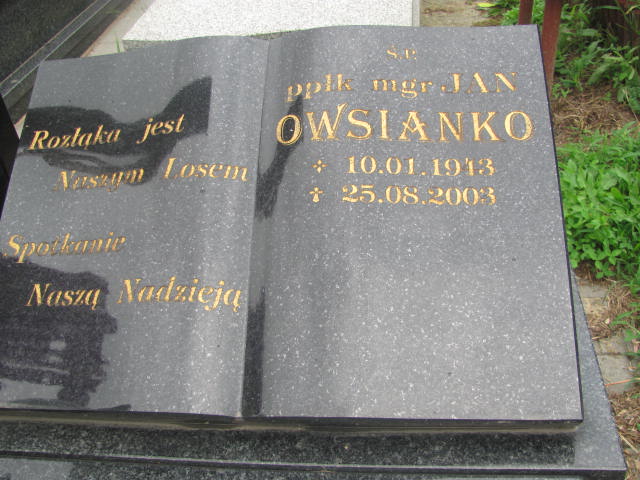 Rozłąka jest
Naszym Losem
Spotkanie
Naszą Nadzieją
Ś.P.
ppłk mgr JAN
OWSIANKO
* 10.01.1943
✝ 25.08.2003